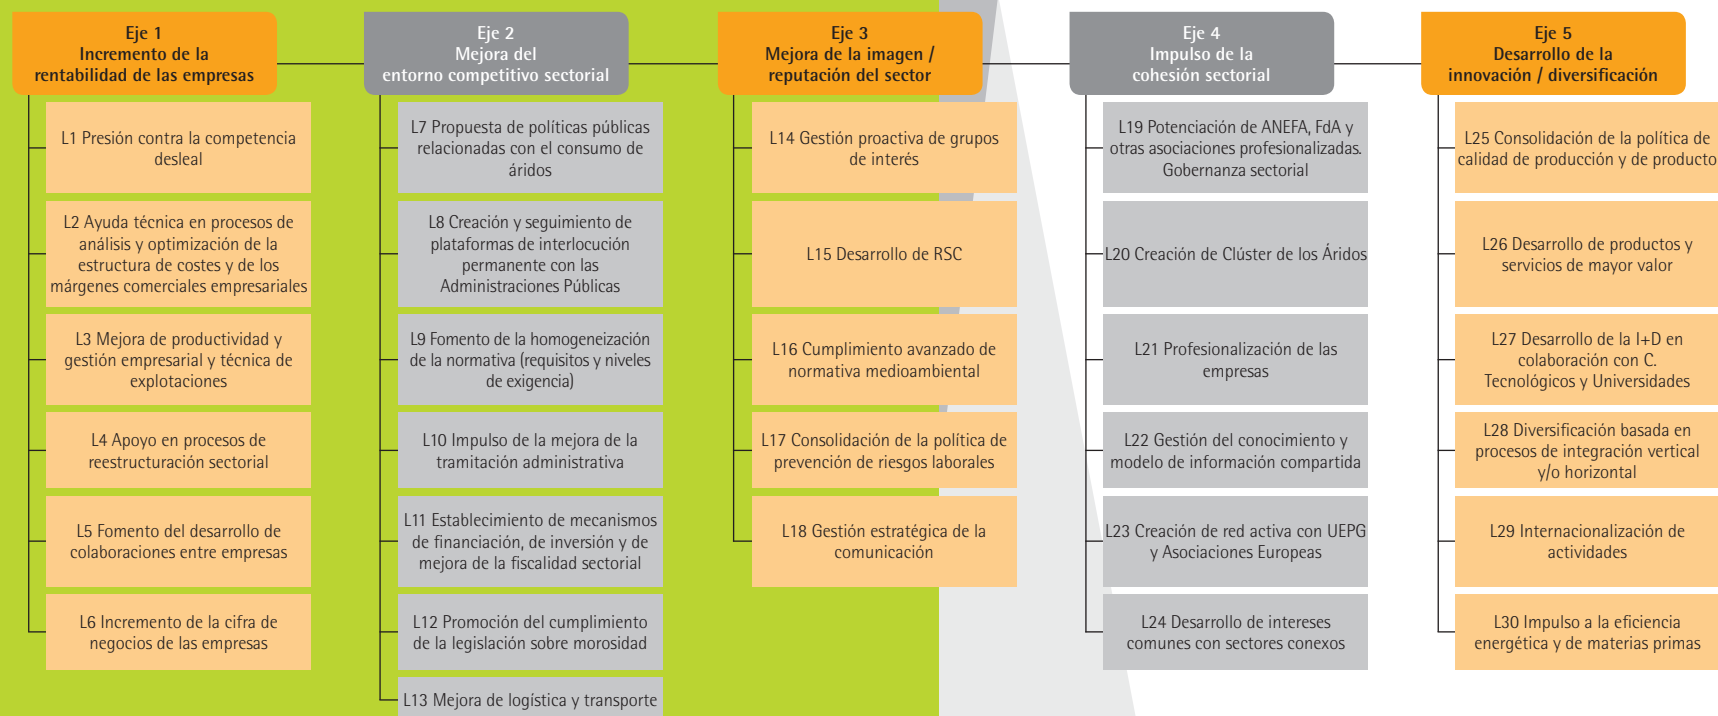 Eje 1
Incremento de la
rentabilidad de las empresas
L1 Presión contra la competencia
desleal
L2 Ayuda técnica en procesos de
análisis y optimización de la
estructura de costes y de los
márgenes comerciales empresariales
L3 Mejora de productividad y
gestión empresarial y técnica de
explotaciones
L4 Apoyo en procesos de
reestructuración sectorial
L5 Fomento del desarrollo de
colaboraciones entre empresas
L6 Incremento de la cifra de
negocios de las empresas
Eje 2
Mejora del
entorno competitivo sectorial
L7 Propuesta de políticas públicas
relacionadas con el consumo de
áridos
L8 Creación y seguimiento de
plataformas de interlocución
permanente con las
Administraciones Públicas
L9 Fomento de la homogeneización
de la normativa (requisitos y niveles
de exigencia)
L10 Impulso de la mejora de la
tramitación administrativa
L11 Establecimiento de mecanismos
de financiación, de inversión y de
mejora de la fiscalidad sectorial
L12 Promoción del cumplimiento
de la legislación sobre morosidad
L13 Mejora de logística y transporte
Eje 3
Mejora de la imagen /
reputación del sector
L14 Gestión proactiva de grupos
de interés
L15 Desarrollo de RSC
L16 Cumplimiento avanzado de
normativa medioambiental
L17 Consolidación de la política de
prevención de riesgos laborales
L18 Gestión estratégica de la
comunicación
Eje 4
Impulso de la
cohesión sectorial
L19 Potenciación de ANEFA, FdA y
otras asociaciones profesionalizadas.
Gobernanza sectorial
L20 Creación de Clúster de los Áridos
L21 Profesionalización de las
empresas
L22 Gestión del conocimiento y
modelo de información compartida
L23 Creación de red activa con UEPG
y Asociaciones Europeas
L24 Desarrollo de intereses
comunes con sectores conexos
Eje 5
Desarrollo de la
innovación / diversificación
L25 Consolidación de la política de
calidad de producción y de producto
L26 Desarrollo de productos y
servicios de mayor valor
L27 Desarrollo de la I+D en
colaboración con C.
Tecnológicos y Universidades
L28 Diversificación basada en
procesos de integración vertical
y/o horizontal
L29 Internacionalización de
actividades
L30 Impulso a la eficiencia
energética y de materias primas